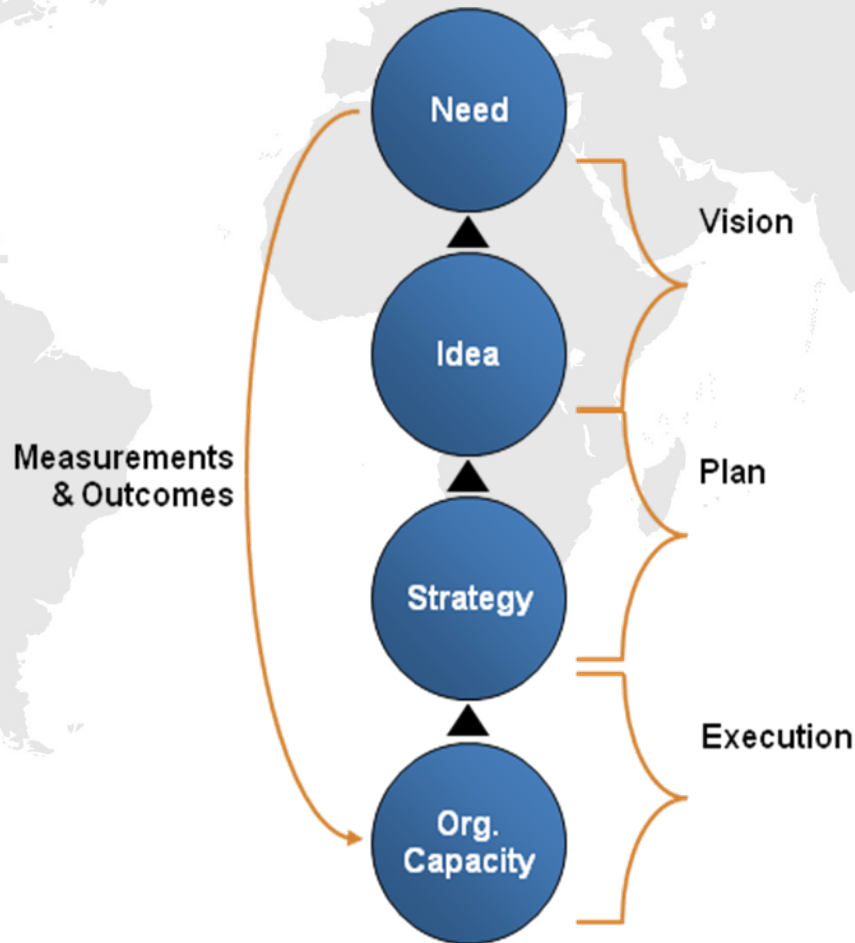 Need
Vision
Idea
Measurements
& Outcomes
Plan
Strategy
Execution
Org.
Capacity